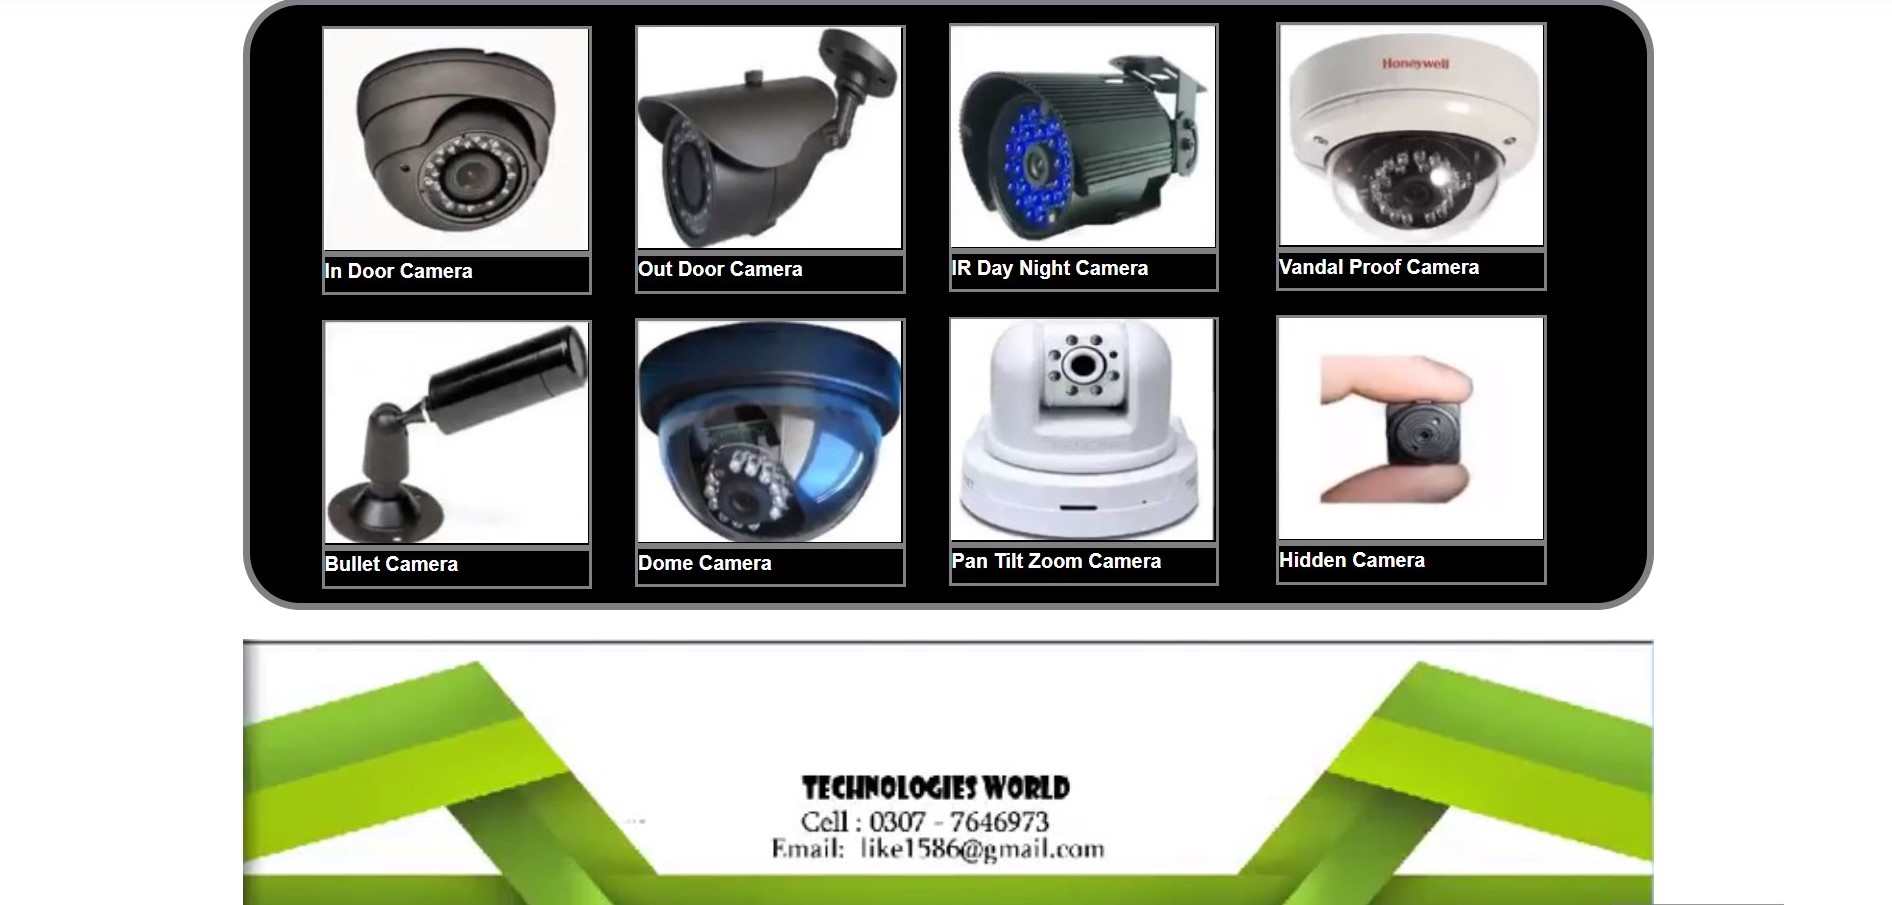 Honeywell
In Door Camera
Out Door Camera
IR Day Night Camera
Vandal Proof Camera
Bullet Camera
Dome Camera
Pan Tilt Zoom Camera
Hidden Camera
TECHNOLOGIES WORLD
Cell : 0307 - 7646973
Email: like1586@gmail.com